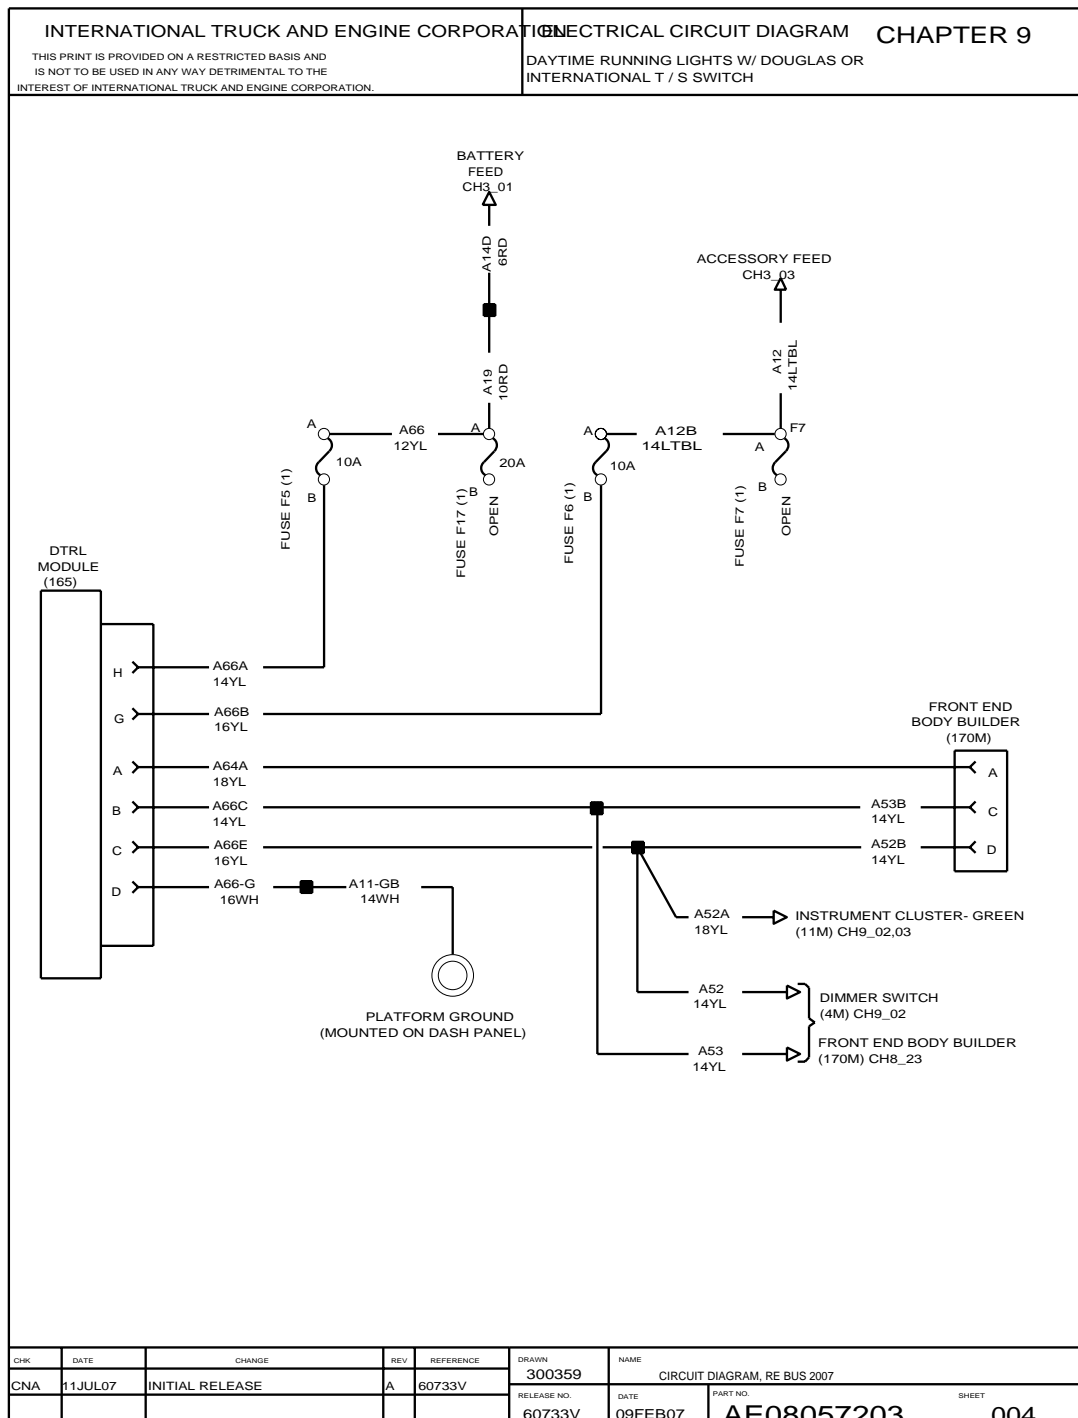 INTERNATIONAL TRUCK AND ENGINE CORPORATION
THIS PRINT IS PROVIDED ON A RESTRICTED BASIS AND
IS NOT TO BE USED IN ANY WAY DETRIMENTAL TO THE
INTEREST OF INTERNATIONAL TRUCK AND ENGINE CORPORATION.
ELECTRICAL CIRCUIT DIAGRAM
CHAPTER 9
DAYTIME RUNNING LIGHTS W/ DOUGLAS OR
INTERNATIONAL T / S SWITCH
BATTERY
FEED
CH3_01
A14D
6RD
ACCESSORY FEED
CH3_03
A19
10RD
A12
14LTBL
A
A66
12YL
A
10A
20A
B
B
FUSE F5 (1)
FUSE F17 (1)
OPEN
A
A12B
14LTBL
F7
A
10A
B
B
FUSE F6 (1)
FUSE F7 (1)
OPEN
DTRL
MODULE
(165)
H
A66A
14YL
G
A66B
16YL
A
A64A
18YL
B
A66C
14YL
C
A66E
16YL
D
A66-G
16WH
A11-GB
14WH
FRONT END
BODY BUILDER
(170M)
A
A53B
14YL
C
A52B
14YL
D
A52A
18YL
INSTRUMENT CLUSTER- GREEN
(11M) CH9_02,03
A52
14YL
DIMMER SWITCH
(4M) CH9_02
A53
14YL
FRONT END BODY BUILDER
(170M) CH8_23
PLATFORM GROUND
(MOUNTED ON DASH PANEL)
CHK
DATE
CHANGE
REV
REFERENCE
CNA
11JUL07
INITIAL RELEASE
A
60733V
DRAWN
300359
NAME
CIRCUIT DIAGRAM, RE BUS 2007
RELEASE NO.
60733V
DATE
09FEB07
PART NO.
AE08057203
SHEET
004